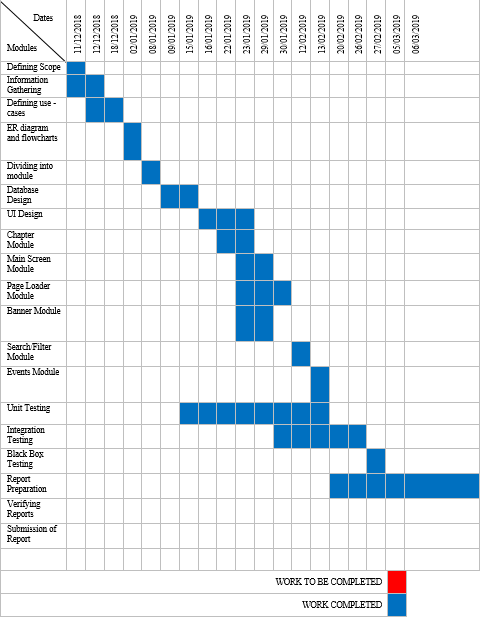 Dates
Modules
11/12/2018
12/12/2018
18/12/2018
02/01/2019
08/01/2019
09/01/2019
15/01/2019
16/01/2019
22/01/2019
23/01/2019
29/01/2019
30/01/2019
12/02/2019
13/02/2019
20/02/2019
26/02/2019
27/02/2019
05/03/2019
06/03/2019
Defining Scope
Information
Gathering
Defining use -
cases
ER diagram
and flowcharts
Dividing into
module
Database
Design
UI Design
Chapter
Module
Main Screen
Module
Page Loader
Module
Banner Module
Search/Filter
Module
Events Module
Unit Testing
Integration
Testing
Black Box
Testing
Report
Preparation
Verifying
Reports
Submission of
Report
WORK TO BE COMPLETED
WORK COMPLETED